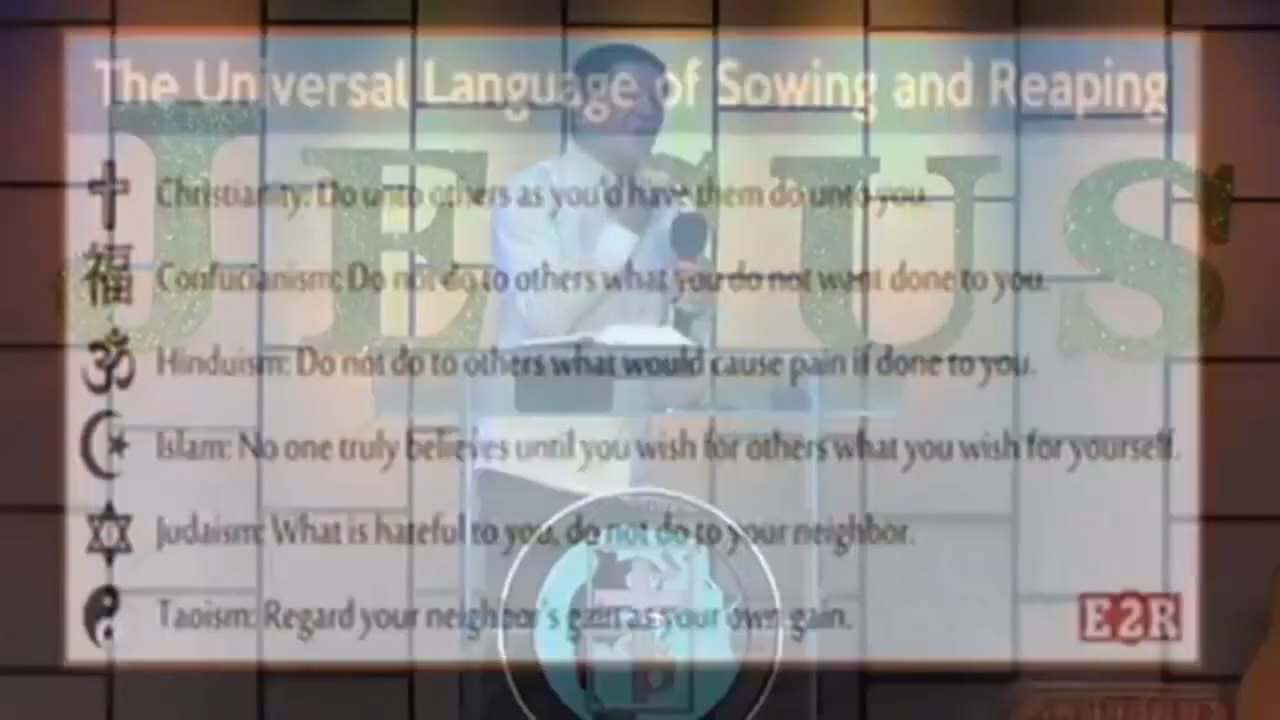 The Universal Language of Sowing and Reaping
JESUS
Christianity: Do unto others as you'd have them do unto you.
福
Confucianism: Do not do to others what you do not want done to you.
ॐ
Hinduism: Do not do to others what would cause pain if done to you.
Islam: No one truly believes until you wish for others what you wish for yourself.
Judaism: What is hateful to you, do not do to your neighbor.
Taoism: Regard your neighbor's gain as your own gain.
E2R